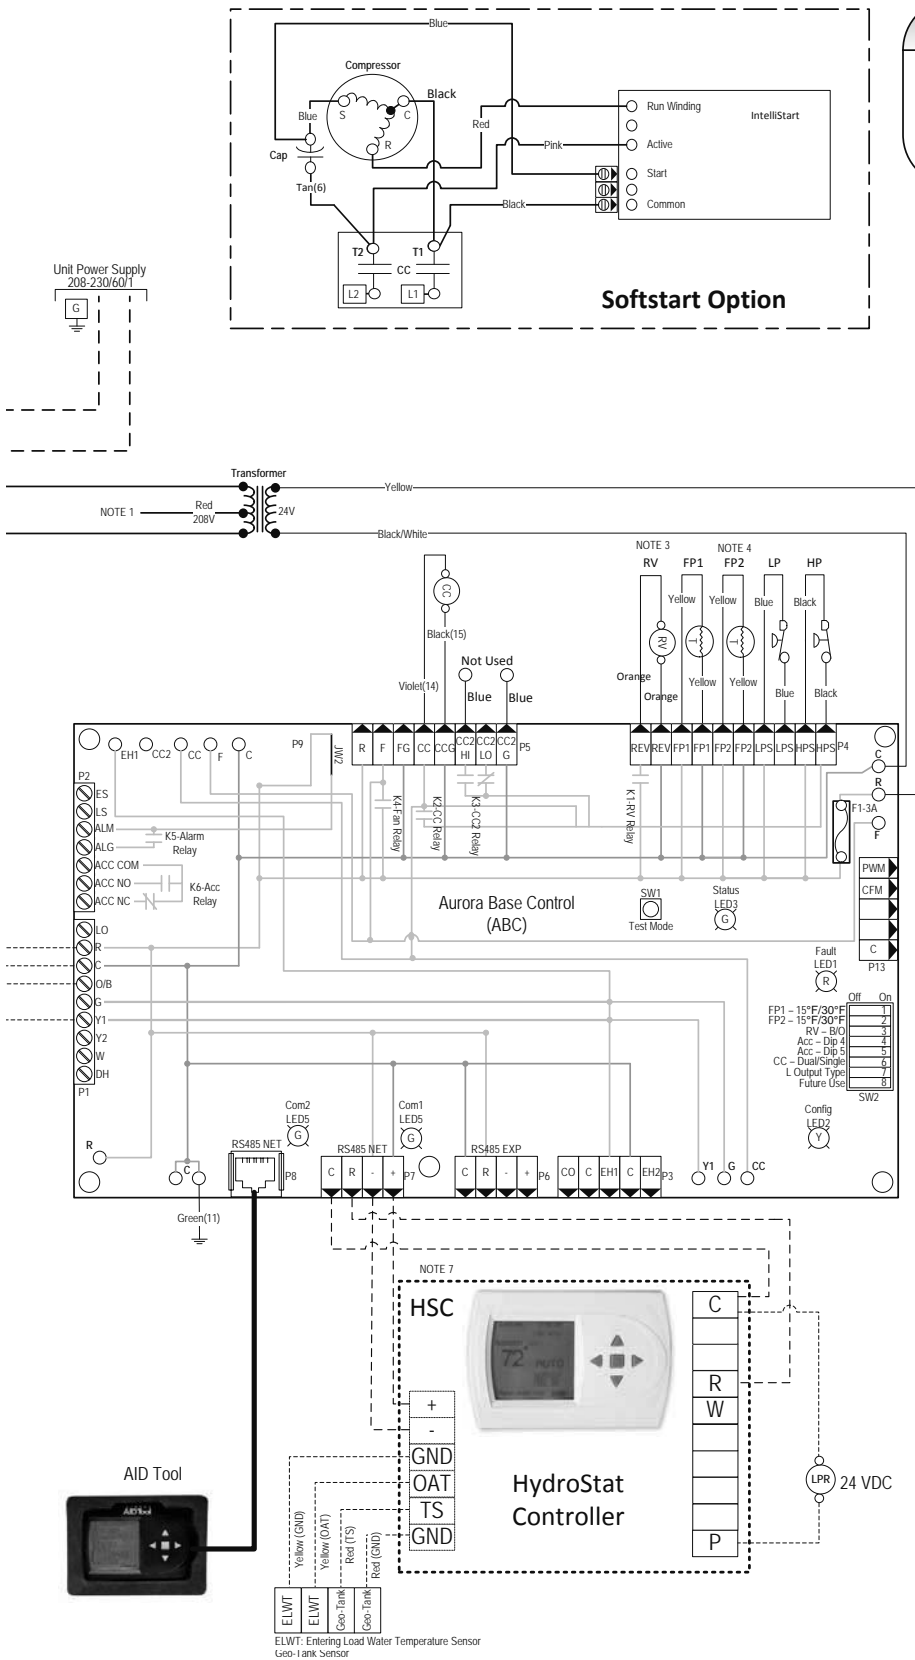 Blue
Compressor
Black
S
C
Blue
R
Cap
Tan(6)
Red
Pink
Black
Run Winding
IntelliStart
Active
Start
Common
T2
T1
CC
L2
L1
Softstart Option
Unit Power Supply
208-230/60/1
G
Transformer
Yellow
NOTE 1
Red
208V
24V
Black/White
CC
Black(15)
Not Used
Violet(14)
Blue
Blue
NOTE 3
NOTE 4
RV
FP1
FP2
LP
HP
Yellow
Yellow
Blue
Black
RV
T
T
Orange
Orange
Yellow
Yellow
Blue
Black
EH1
CC2
CC
F
C
P9
JW2
R
F
FG
CC
CCG
CC2 HI
CC2 LO
CC2 G
P5
REV
REV
FP1
FP1
FP2
FP2
LPS
LPS
HPS
HPS
P4
C
R
F1-3A
F
P2
ES
LS
ALM
ALG
ACC COM
ACC NO
ACC NC
K5-Alarm
Relay
K6-Acc
Relay
K4-Fan Relay
K2-CC Relay
K3-CC2 Relay
K1-RV Relay
Aurora Base Control
(ABC)
SW1
Test Mode
Status
LED3
G
PWM
CFM
C
P13
Fault
LED1
R
LO
R
C
O/B
G
Y1
Y2
W
DH
P1
Off
On
FP1 – 15°F/30°F 1
FP2 – 15°F/30°F 2
RV – B/O 3
Acc – Dip 4 4
Acc – Dip 5 5
CC – Dual/Single 6
L Output Type 7
Future Use 8
SW2
Config
LED2
Y
R
C
Com2
LED5
G
Com1
LED5
G
RS485 NET
P8
RS485 NET
C
R
-
+
P7
RS485 EXP
C
R
-
+
P6
CO
C
EH1
C
EH2
P3
Y1
G
CC
Green(11)
NOTE 7
HSC
72°
AUTO
+
-
GND
OAT
TS
GND
C
R
W
P
HydroStat
Controller
LPR
24 VDC
AID Tool
Yellow (GND)
Yellow (OAT)
Red (TS)
Red (GND)
ELWT
ELWT
Geo-Tank
Geo-Tank
ELWT: Entering Load Water Temperature Sensor
Geo-Tank Sensor